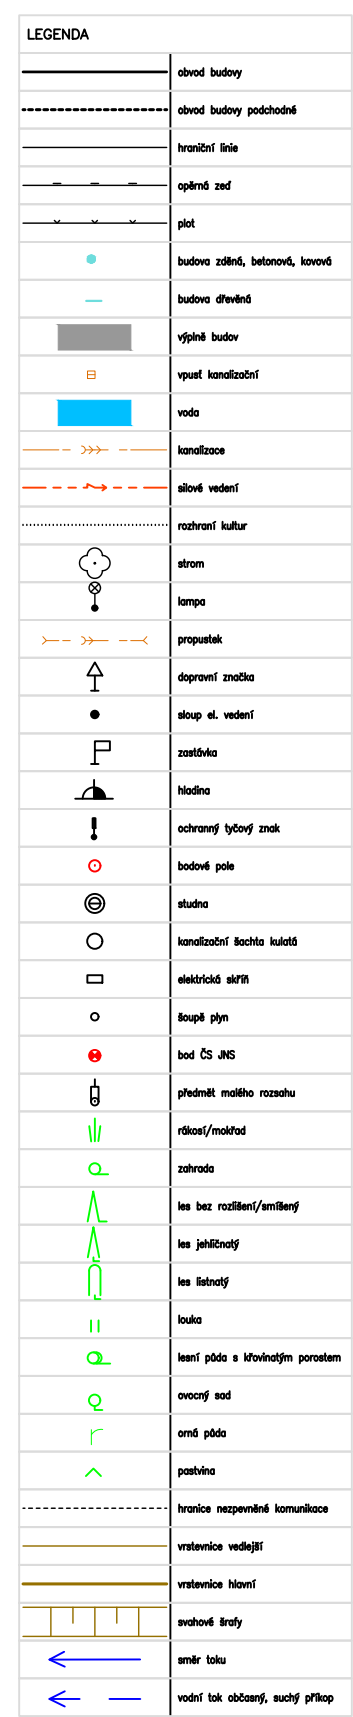 LEGENDA
obvod budovy
obvod budovy podchodné
hraniční linie
opěrná zeď
plot
budova zděná, betonová, kovová
budova dřevěná
výplně budov
vpusť kanalizační
voda
kanalizace
silové vedení
rozhraní kultur
strom
lampa
propustek
dopravní značka
sloup el. vedení
zastávka
hladina
ochranný tyčový znak
bodové pole
studna
kanalizační šachta kulatá
elektrická skříň
šoupě plyn
bod ČS JNS
předmět malého rozsahu
rákosí/mokřad
zahrada
les bez rozlišení/smíšený
les jehličnatý
les listnatý
louka
lesní půda s křovinatým porostem
ovocný sad
orná půda
pastvina
hranice nezpevněné komunikace
vrstevnice vedlejší
vrstevnice hlavní
svahové šrafy
směr toku
vodní tok občasný, suchý příkop